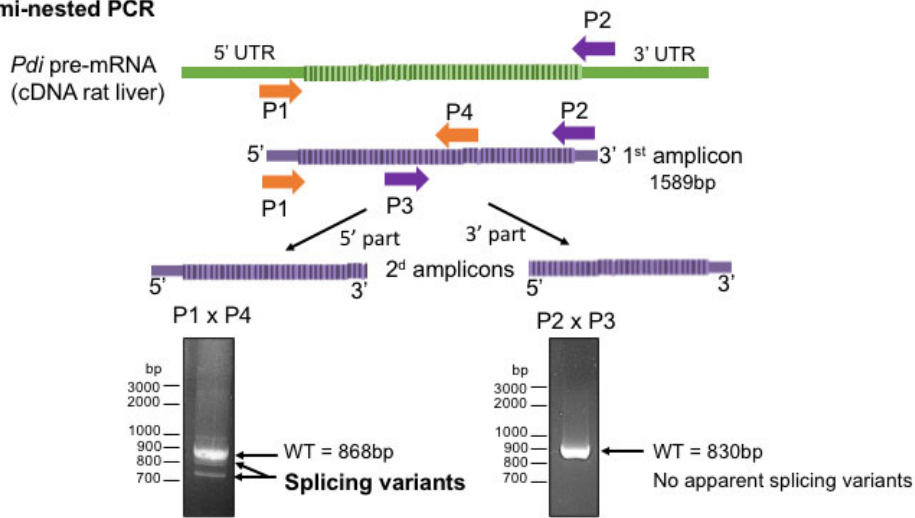 mi-nested PCR
P2
5' UTR
3' UTR
Pdi pre-mRNA
(cDNA rat liver)
P1
P4
P2
5'
3' 1st amplicon
1589bp
P1
P3
5' part
3' part
2d amplicons
5'
3'
5'
3'
P1 x P4
P2 x P3
bp
3000
2000
1000
900
800
700
WT = 868bp
Splicing variants
bp
3000
2000
1000
900
800
700
WT = 830bp
No apparent splicing variants